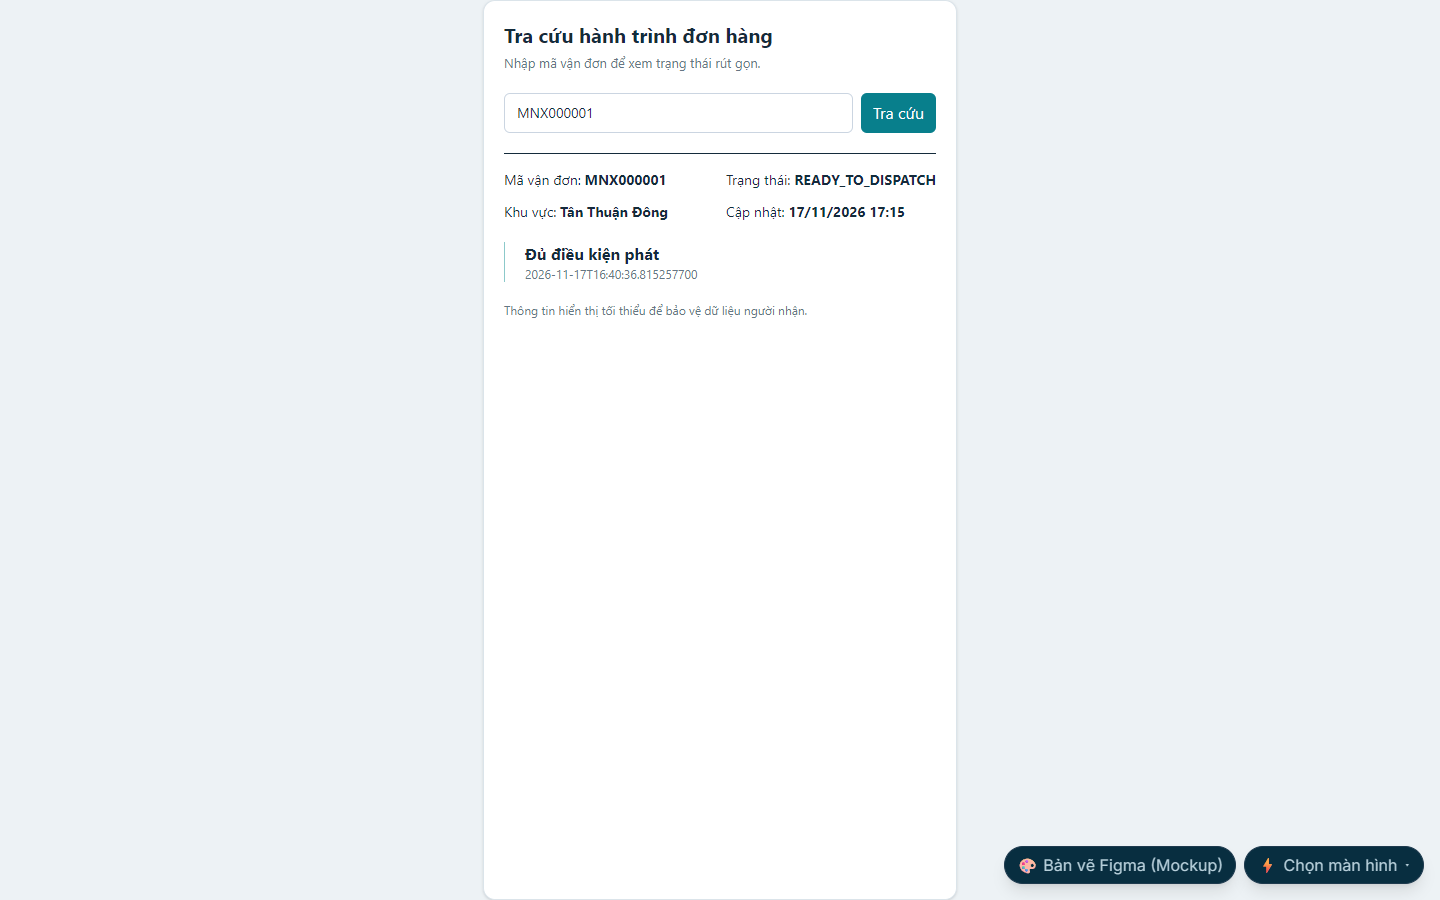 Tra cứu hành trình đơn hàng
Nhập mã vận đơn để xem trạng thái rút gọn.
MNX000001
Tra cứu
Mã vận đơn: MNX000001
Trạng thái: READY_TO_DISPATCH
Khu vực: Tân Thuận Đông
Cập nhật: 17/11/2026 17:15
Đủ điều kiện phát
2026-11-17T16:40:36.815257700
Thông tin hiển thị tối thiểu để bảo vệ dữ liệu người nhận.
Bản vẽ Figma (Mockup)
Chọn màn hình